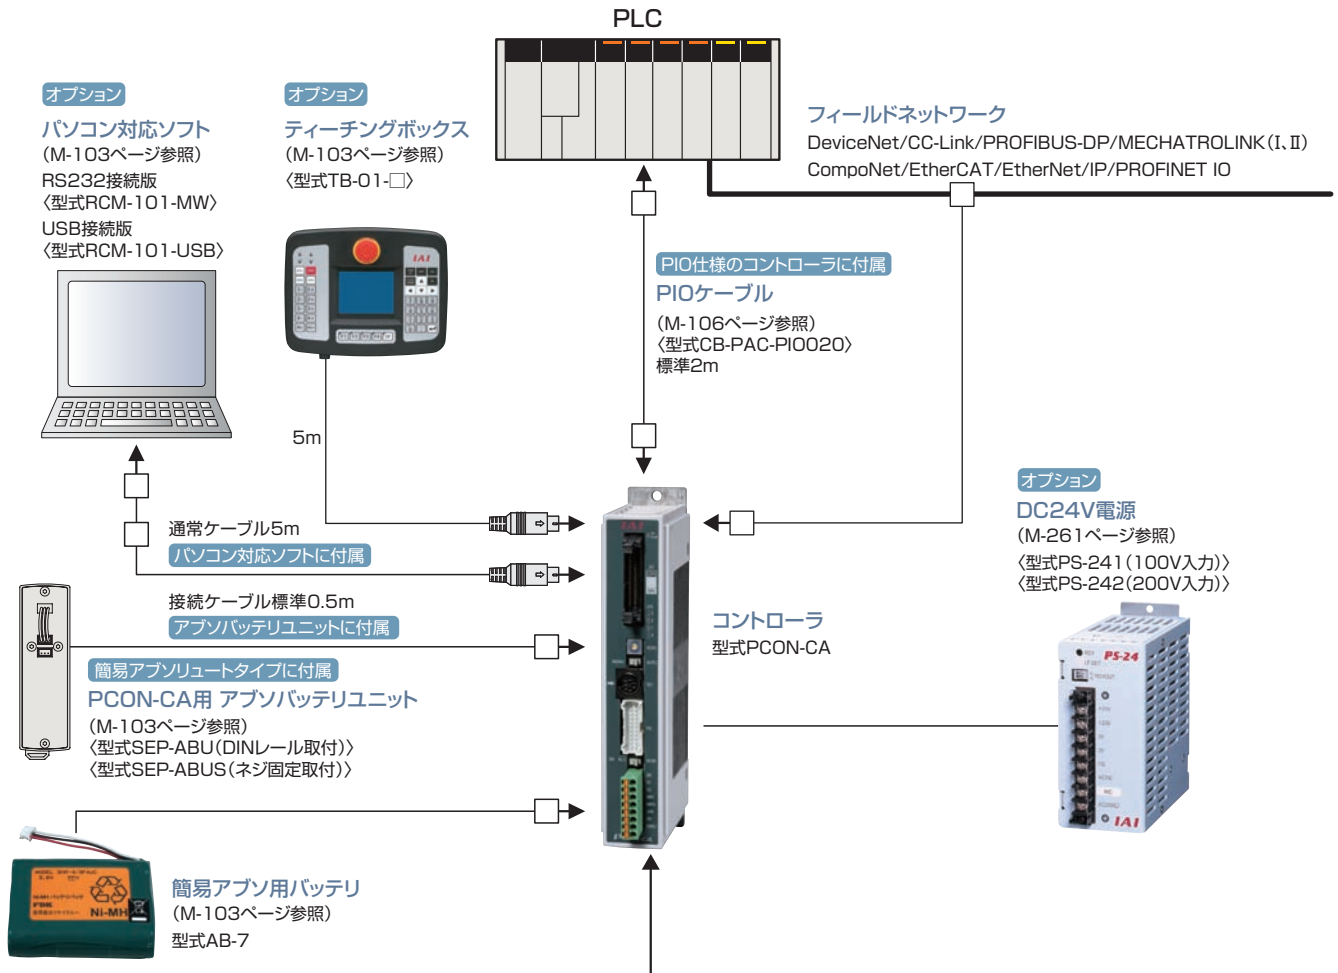 PLC
オプション
パソコン対応ソフト
(M-103ページ参照)
RS232接続版
〈型式RCM-101-MW〉
USB接続版
〈型式RCM-101-USB〉
オプション
ティーチングボックス
(M-103ページ参照)
〈型式TB-01-□〉
フィールドネットワーク
DeviceNet/CC-Link/PROFIBUS-DP/MECHATROLINK(Ⅰ、Ⅱ)
CompoNet/EtherCAT/EtherNet/IP/PROFINET IO
IAI
PIO仕様のコントローラに付属
PIOケーブル
(M-106ページ参照)
〈型式CB-PAC-PIO020〉
標準2m
5m
通常ケーブル5m
パソコン対応ソフトに付属
接続ケーブル標準0.5m
アブソバッテリユニットに付属
簡易アブソリュートタイプに付属
PCON-CA用 アブソバッテリユニット
(M-103ページ参照)
〈型式SEP-ABU(DINレール取付)〉
〈型式SEP-ABUS(ネジ固定取付)〉
IAI
コントローラ
型式PCON-CA
オプション
DC24V電源
(M-261ページ参照)
〈型式PS-241(100V入力)〉
〈型式PS-242(200V入力)〉
PS-24
IAI
Ni-MH
簡易アブソ用バッテリ
(M-103ページ参照)
型式AB-7